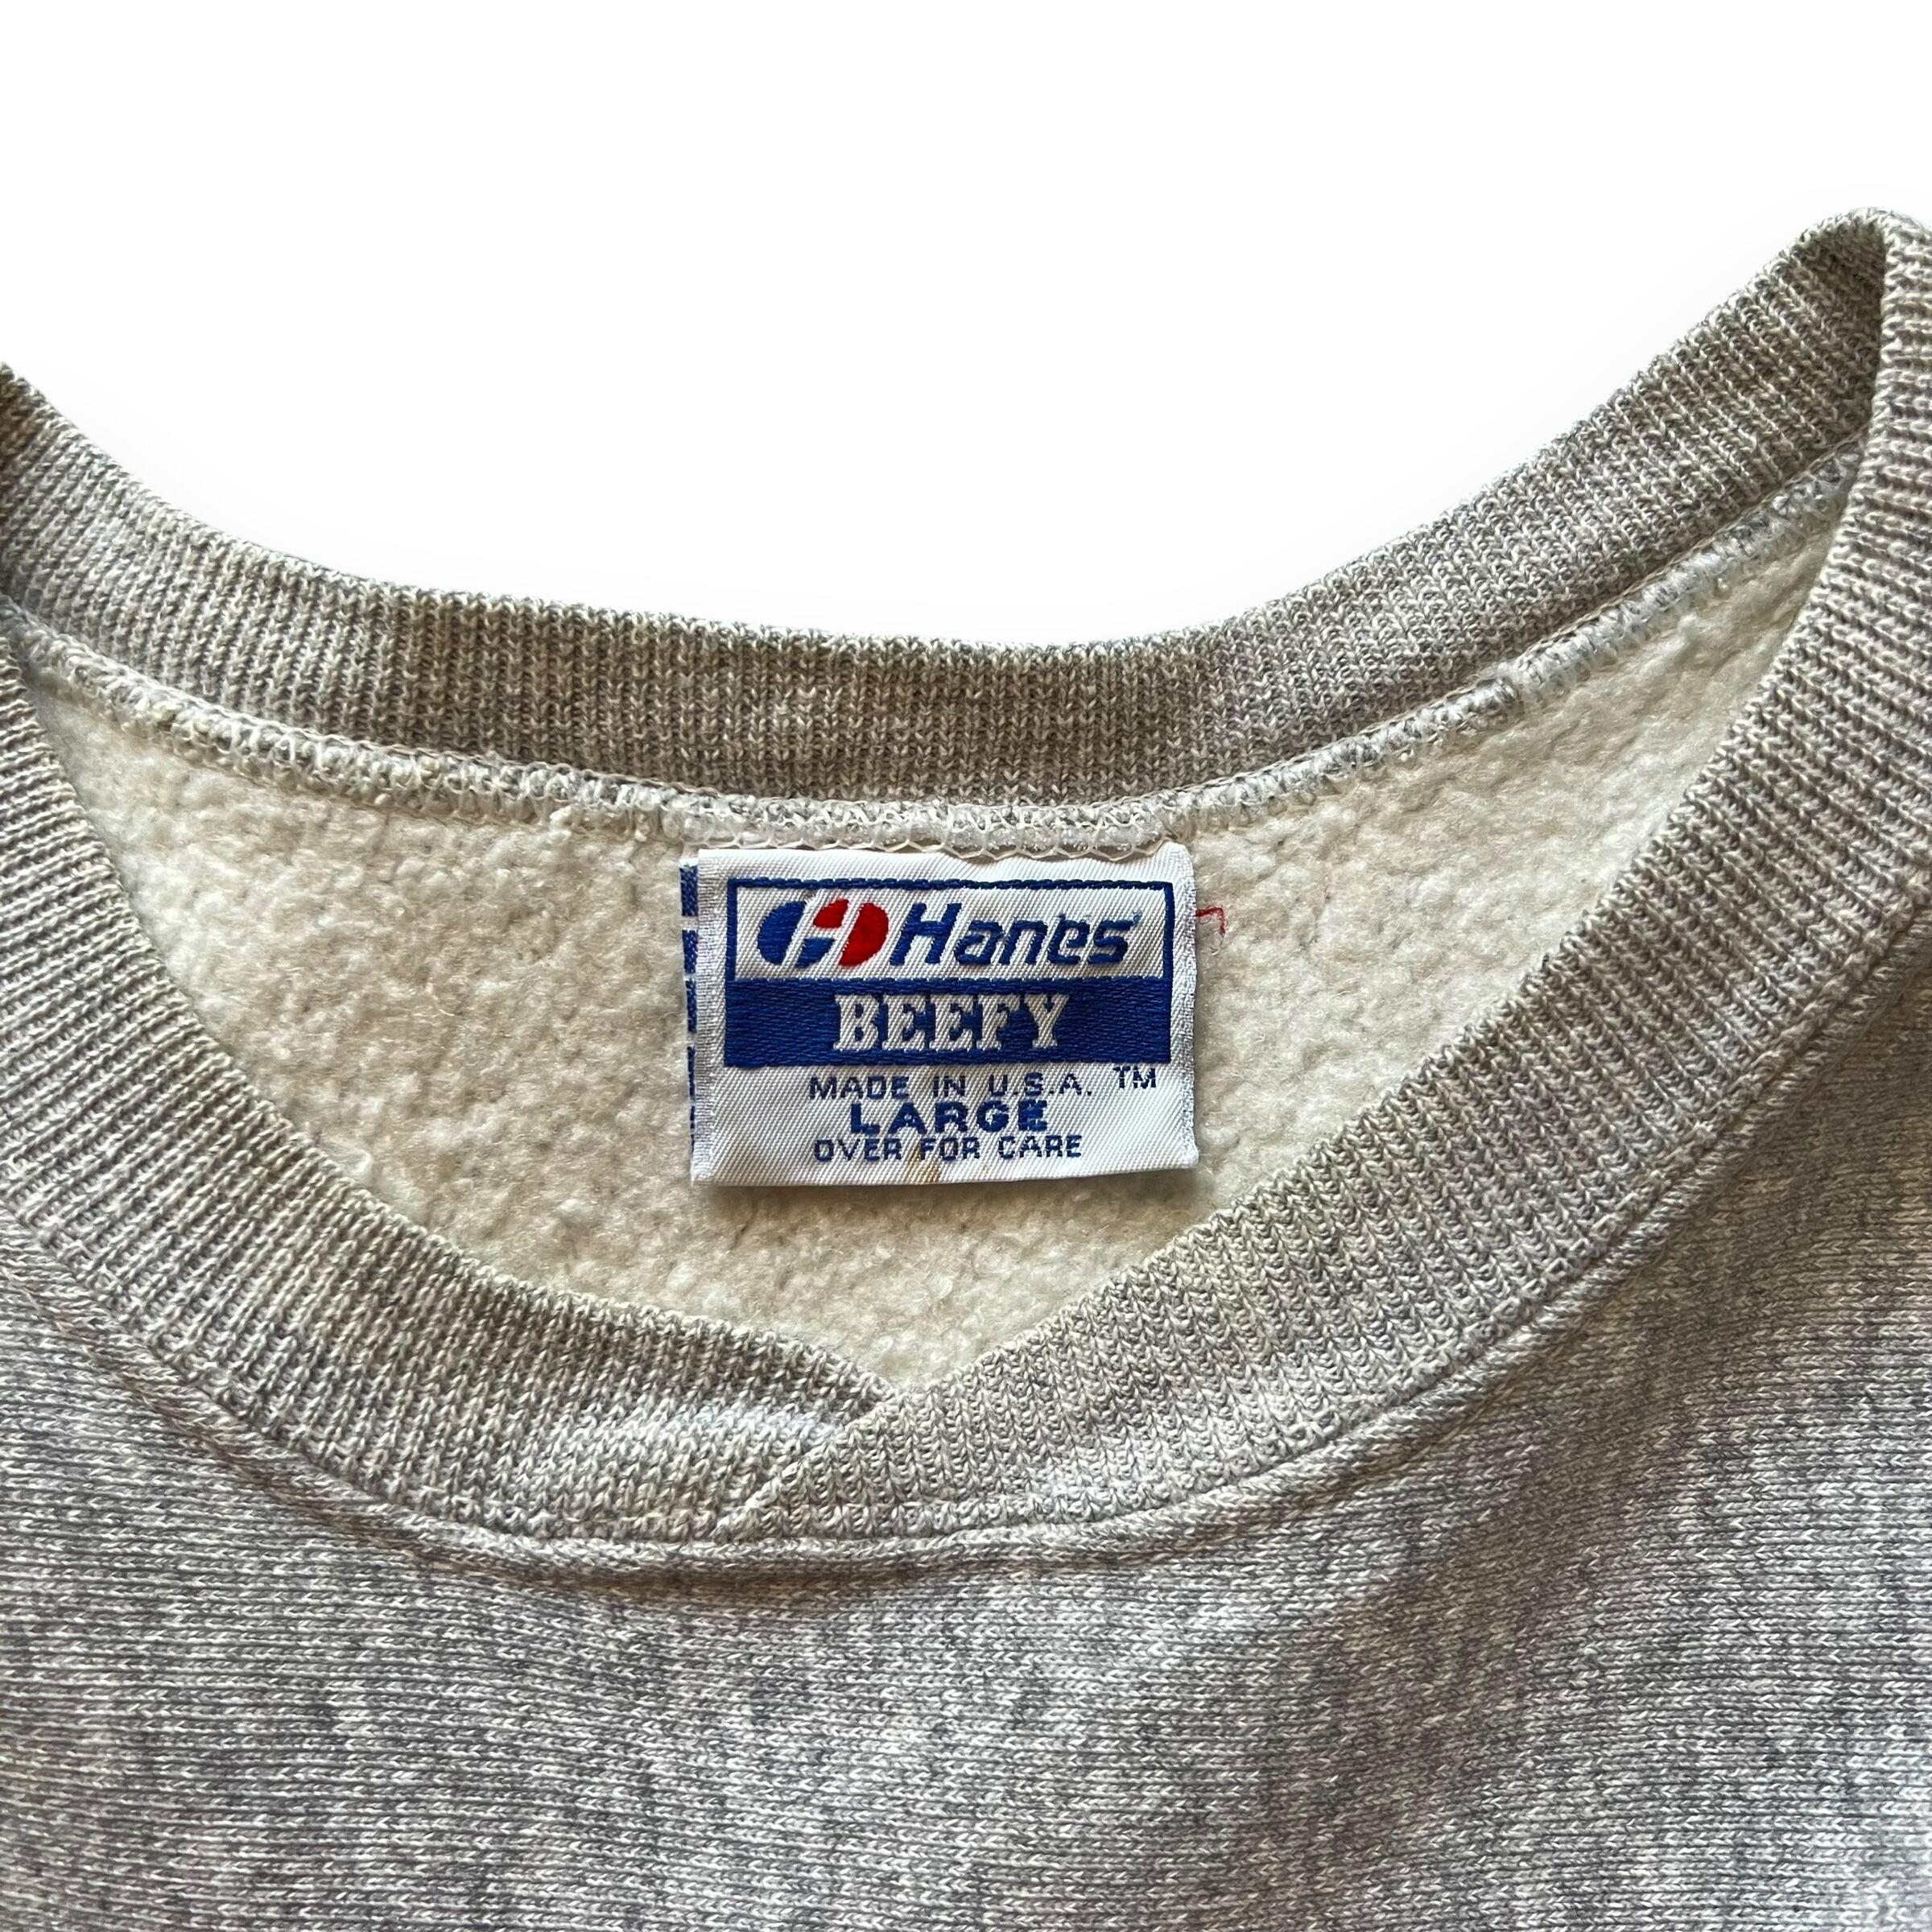 Hanes
BEEFY
MADE IN U.S.A. TM
LARGE
OVER FOR CARE